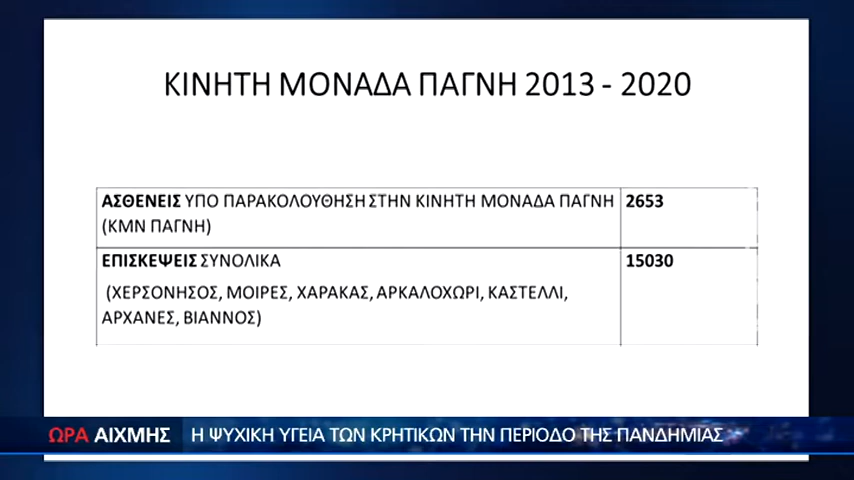 ΚΙΝΗΤΗ ΜΟΝΑΔΑ ΠΑΓΝΗ 2013 - 2020
ΑΣΘΕΝΕΙΣ ΥΠΟ ΠΑΡΑΚΟΛΟΥΘΗΣΗ ΣΤΗΝ ΚΙΝΗΤΗ ΜΟΝΑΔΑ ΠΑΓΝΗ 2653
(ΚΜΝ ΠΑΓΝΗ)
ΕΠΙΣΚΕΨΕΙΣ ΣΥΝΟΛΙΚΑ 15030
(ΧΕΡΣΟΝΗΣΟΣ, ΜΟΙΡΕΣ, ΧΑΡΑΚΑΣ, ΑΡΚΑΛΟΧΩΡΙ, ΚΑΣΤΕΛΛΙ,
ΑΡΧΑΝΕΣ, ΒΙΑΝΝΟΣ)
ΩΡΑ ΑΙΧΜΗΣ Η ΨΥΧΙΚΗ ΥΓΕΙΑ ΤΩΝ ΚΡΗΤΙΚΩΝ ΤΗΝ ΠΕΡΙΟΔΟ ΤΗΣ ΠΑΝΔΗΜΙΑΣ